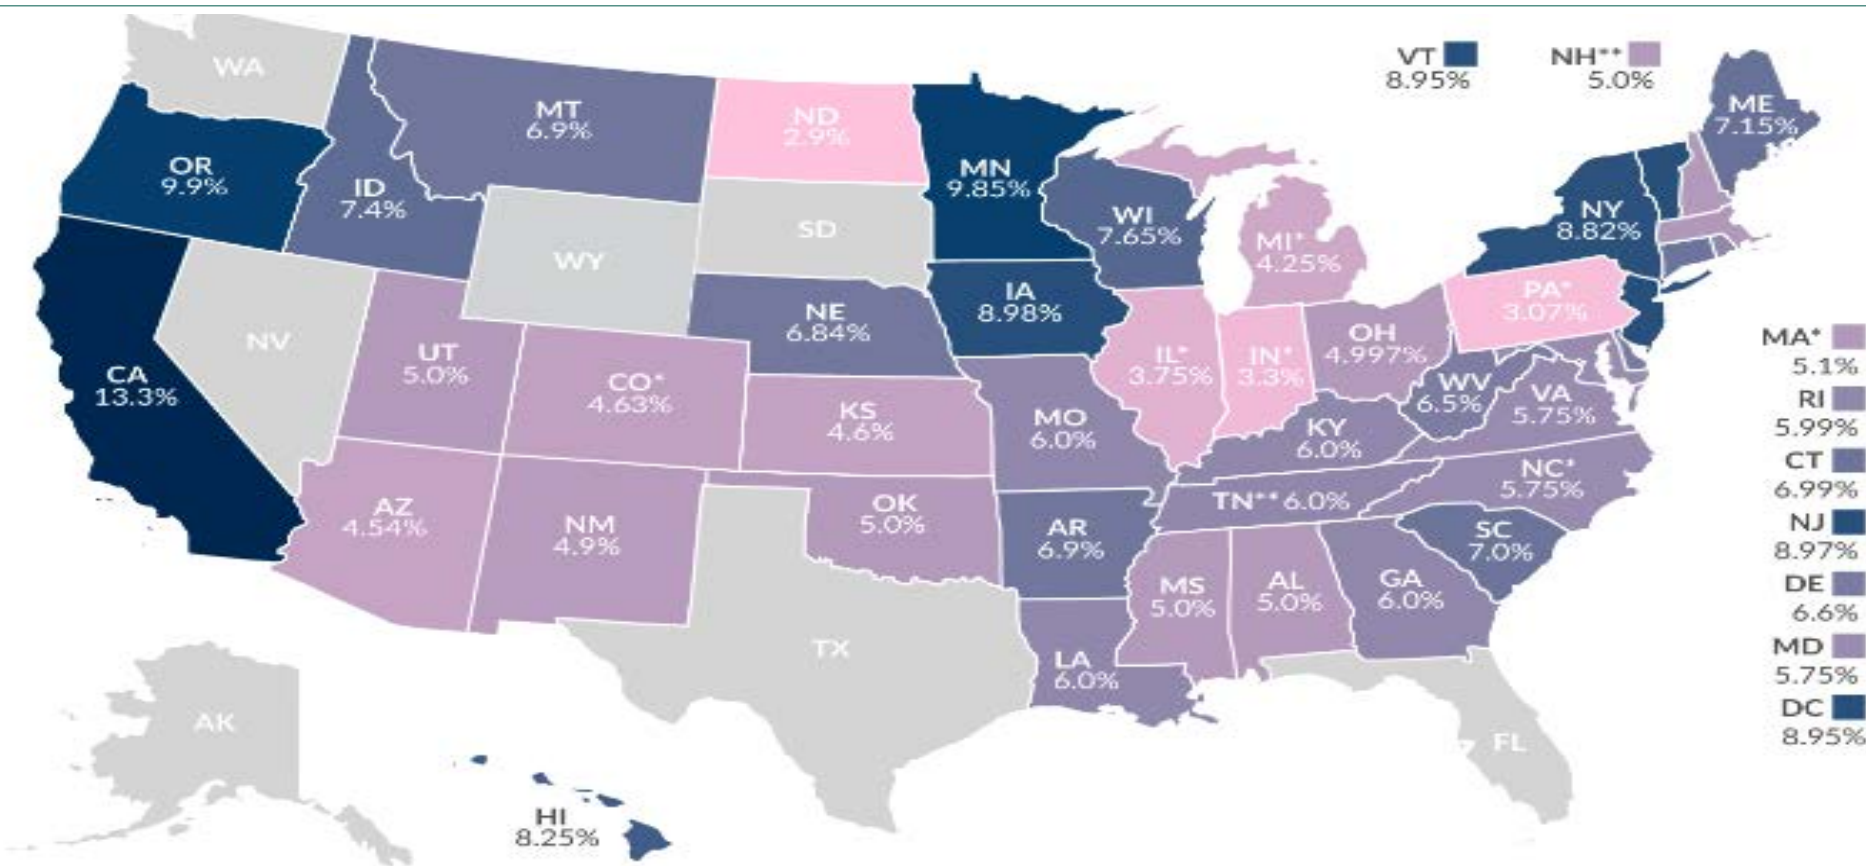 WA
VT
8.95%
NH**
5.0%
ME
7.15%
MT
6.9%
ND
2.9%
OR
9.9%
ID
7.4%
MN
9.85%
WI
7.65%
NY
8.82%
SD
MI*
4.25%
WY
IA
8.98%
NE
6.84%
PA*
3.07%
NV
UT
5.0%
CO*
4.63%
IL*
3.75%
IN*
3.3%
OH
4.997%
MA*
5.1%
CA
13.3%
KS
4.6%
MO
6.0%
WV
6.5%
VA
5.75%
KY
6.0%
RI
5.99%
CT
6.99%
NC*
5.75%
AZ
4.54%
NM
4.9%
OK
5.0%
TN** 6.0%
AR
6.9%
SC
7.0%
NJ
8.97%
MS
5.0%
AL
5.0%
GA
6.0%
DE
6.6%
TX
LA
6.0%
MD
5.75%
AK
FL
DC
8.95%
HI
8.25%